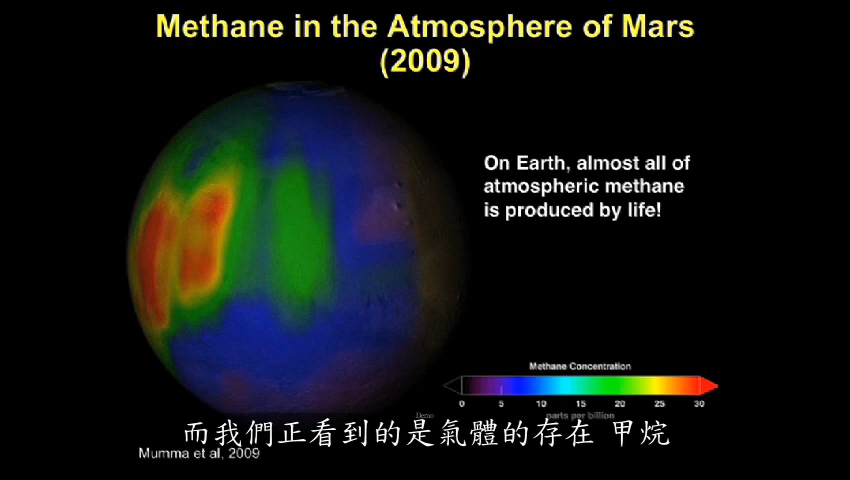 Methane in the Atmosphere of Mars
(2009)
On Earth, almost all of
atmospheric methane
is produced by life!
Methane Concentration
0 5 10 15 20 25 30
parts per billion
Demo
而我們正看到的是氣體的存在 甲烷
Mumma et al, 2009